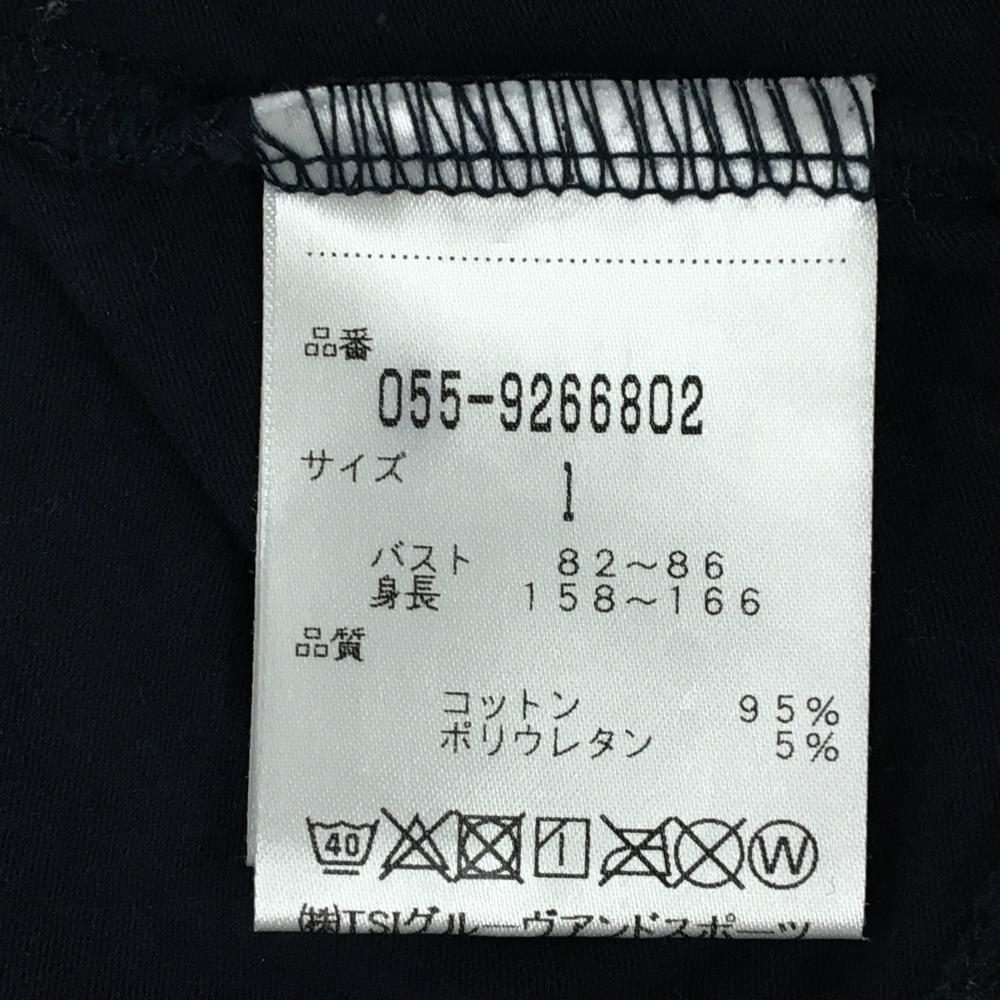 品番
055-9266802
サイズ
1
バスト 82~86
身長 158~166
品質
コットン 95%
ポリウレタン 5%
40 W
㈱TSIグルーヴアンドスポーツ